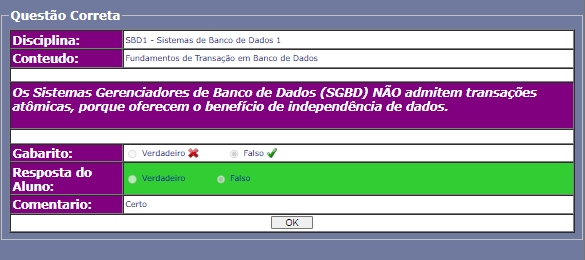 Questão Correta
Disciplina: SBD1 - Sistemas de Banco de Dados 1
Conteudo: Fundamentos de Transação em Banco de Dados
Os Sistemas Gerenciadores de Banco de Dados (SGBD) NÃO admitem transações
atômicas, porque oferecem o benefício de independência de dados.
Gabarito: Verdadeiro Falso
Resposta do
Aluno: Verdadeiro Falso
Comentario: Certo
OK